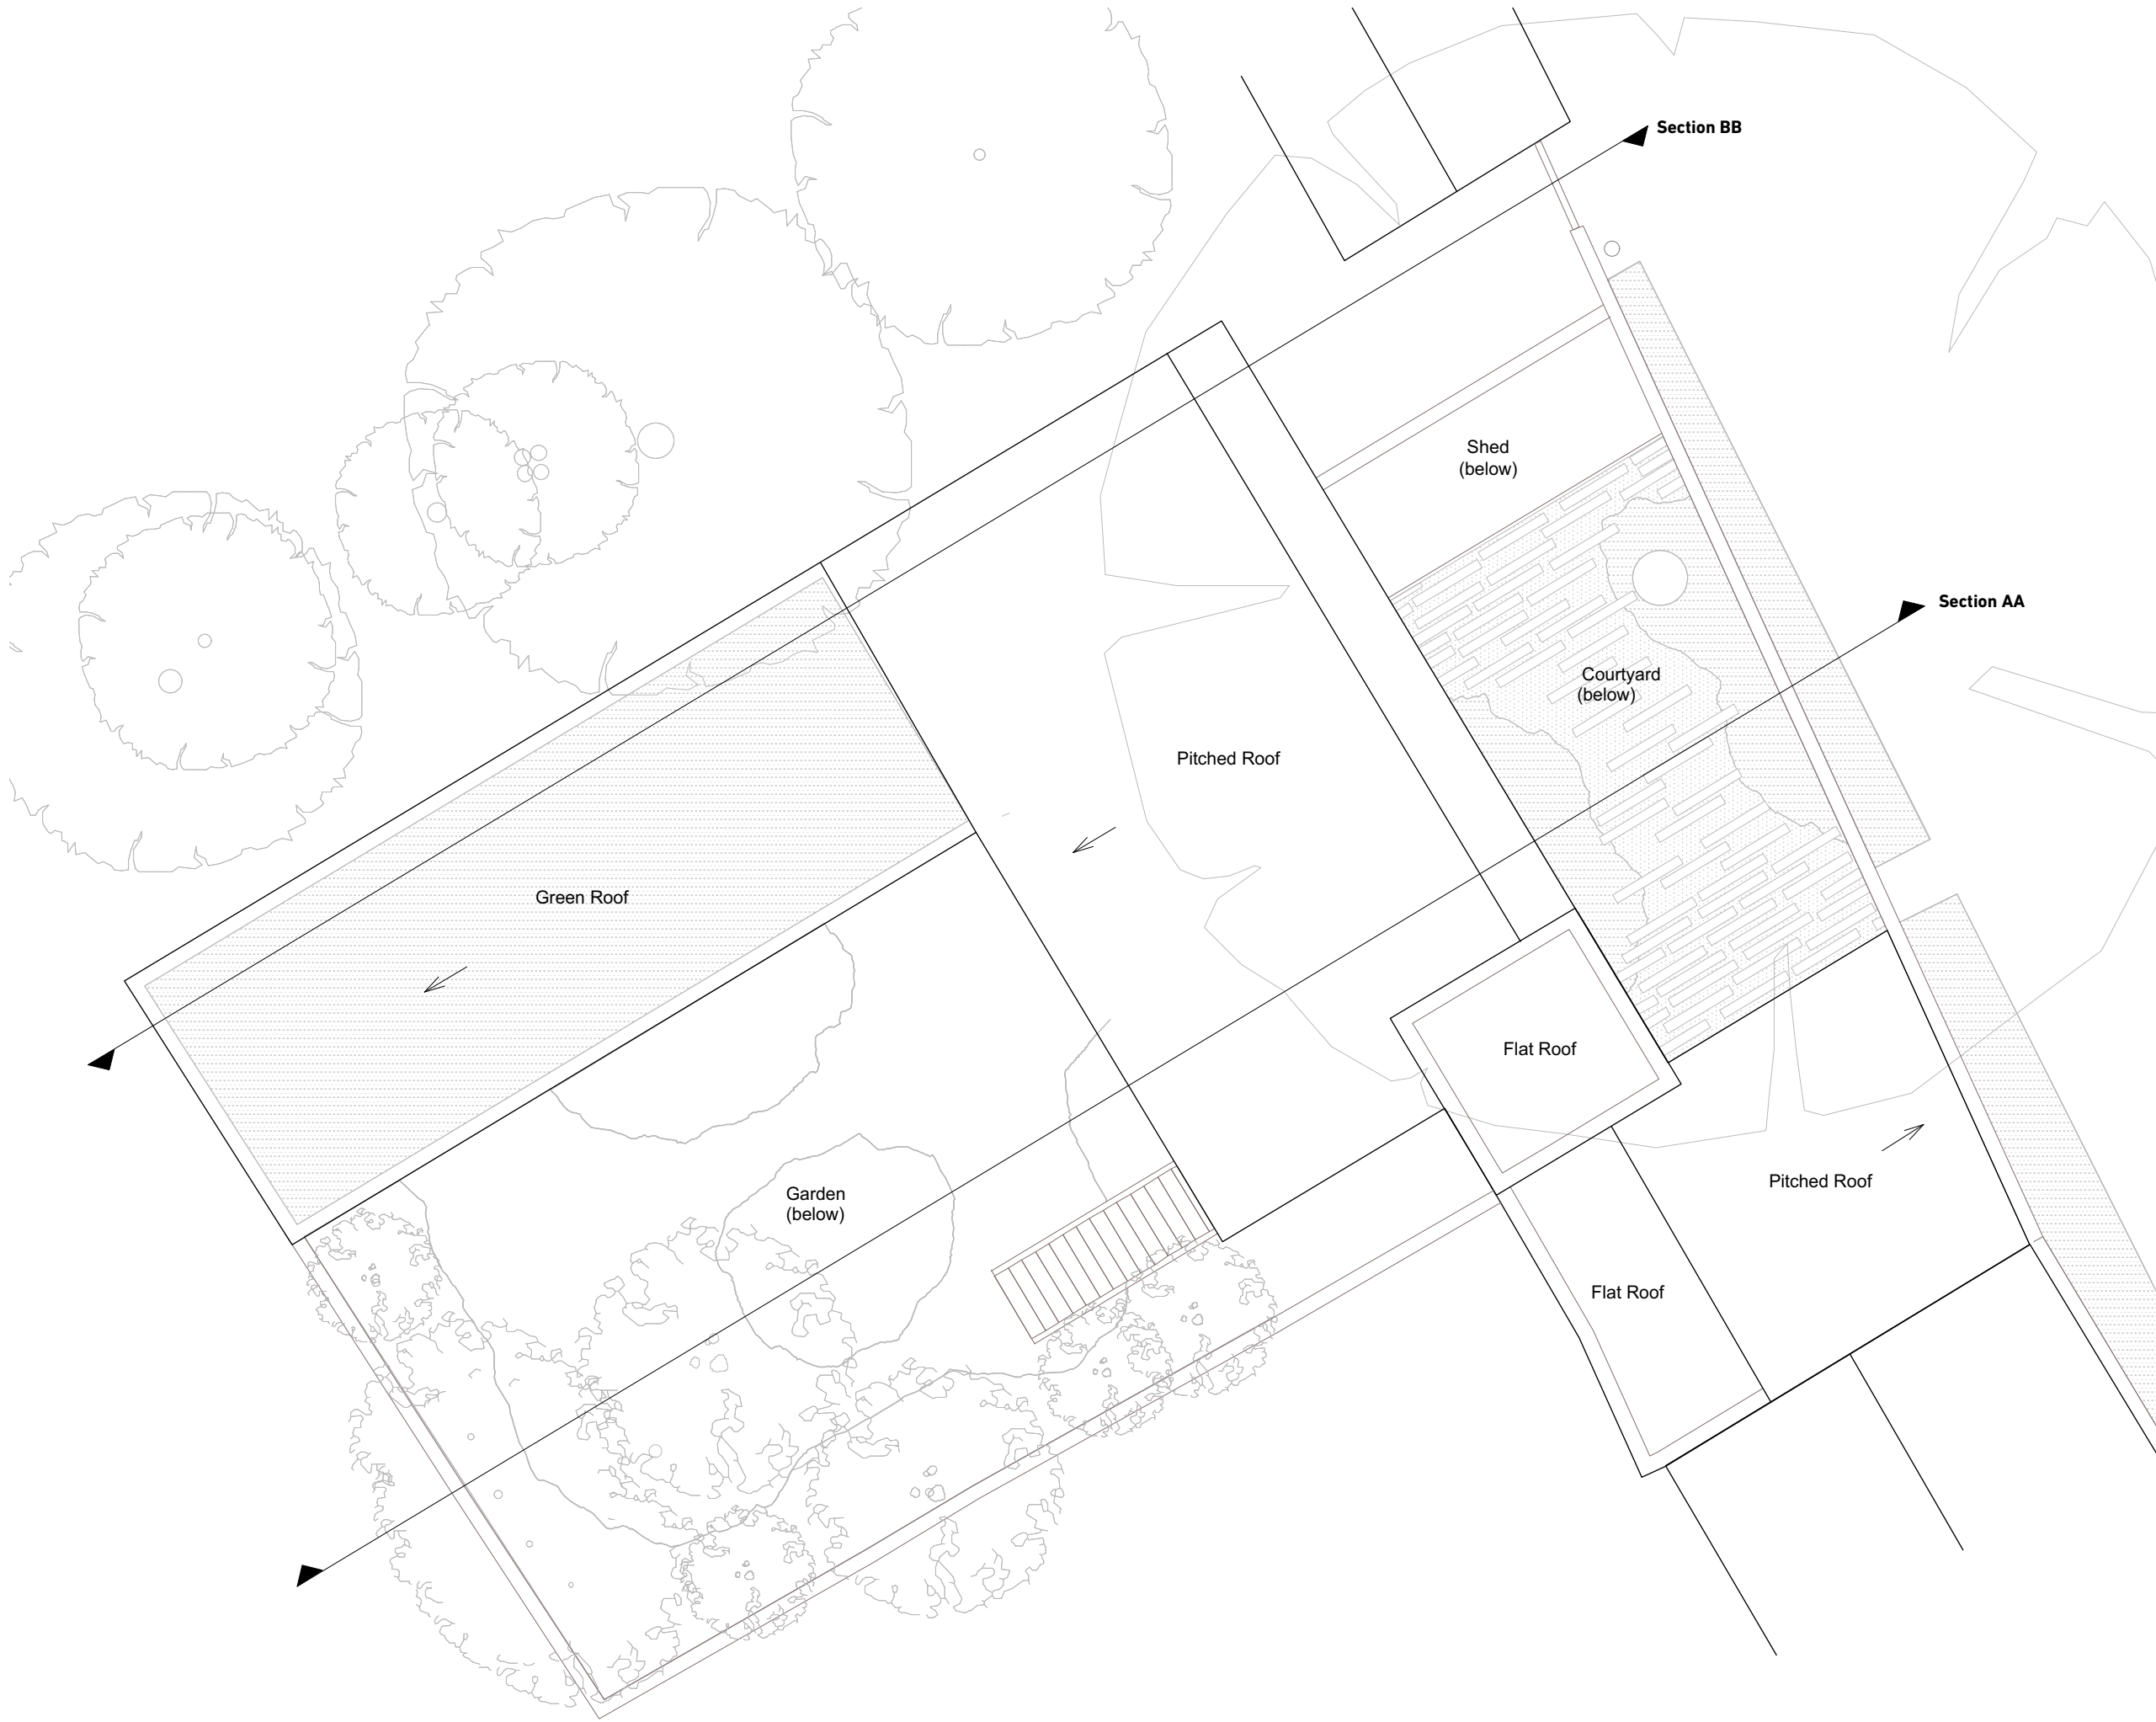 Section BB
Shed
(below)
Section AA
Courtyard
(below)
Pitched Roof
Green Roof
Flat Roof
Pitched Roof
Garden
(below)
Flat Roof